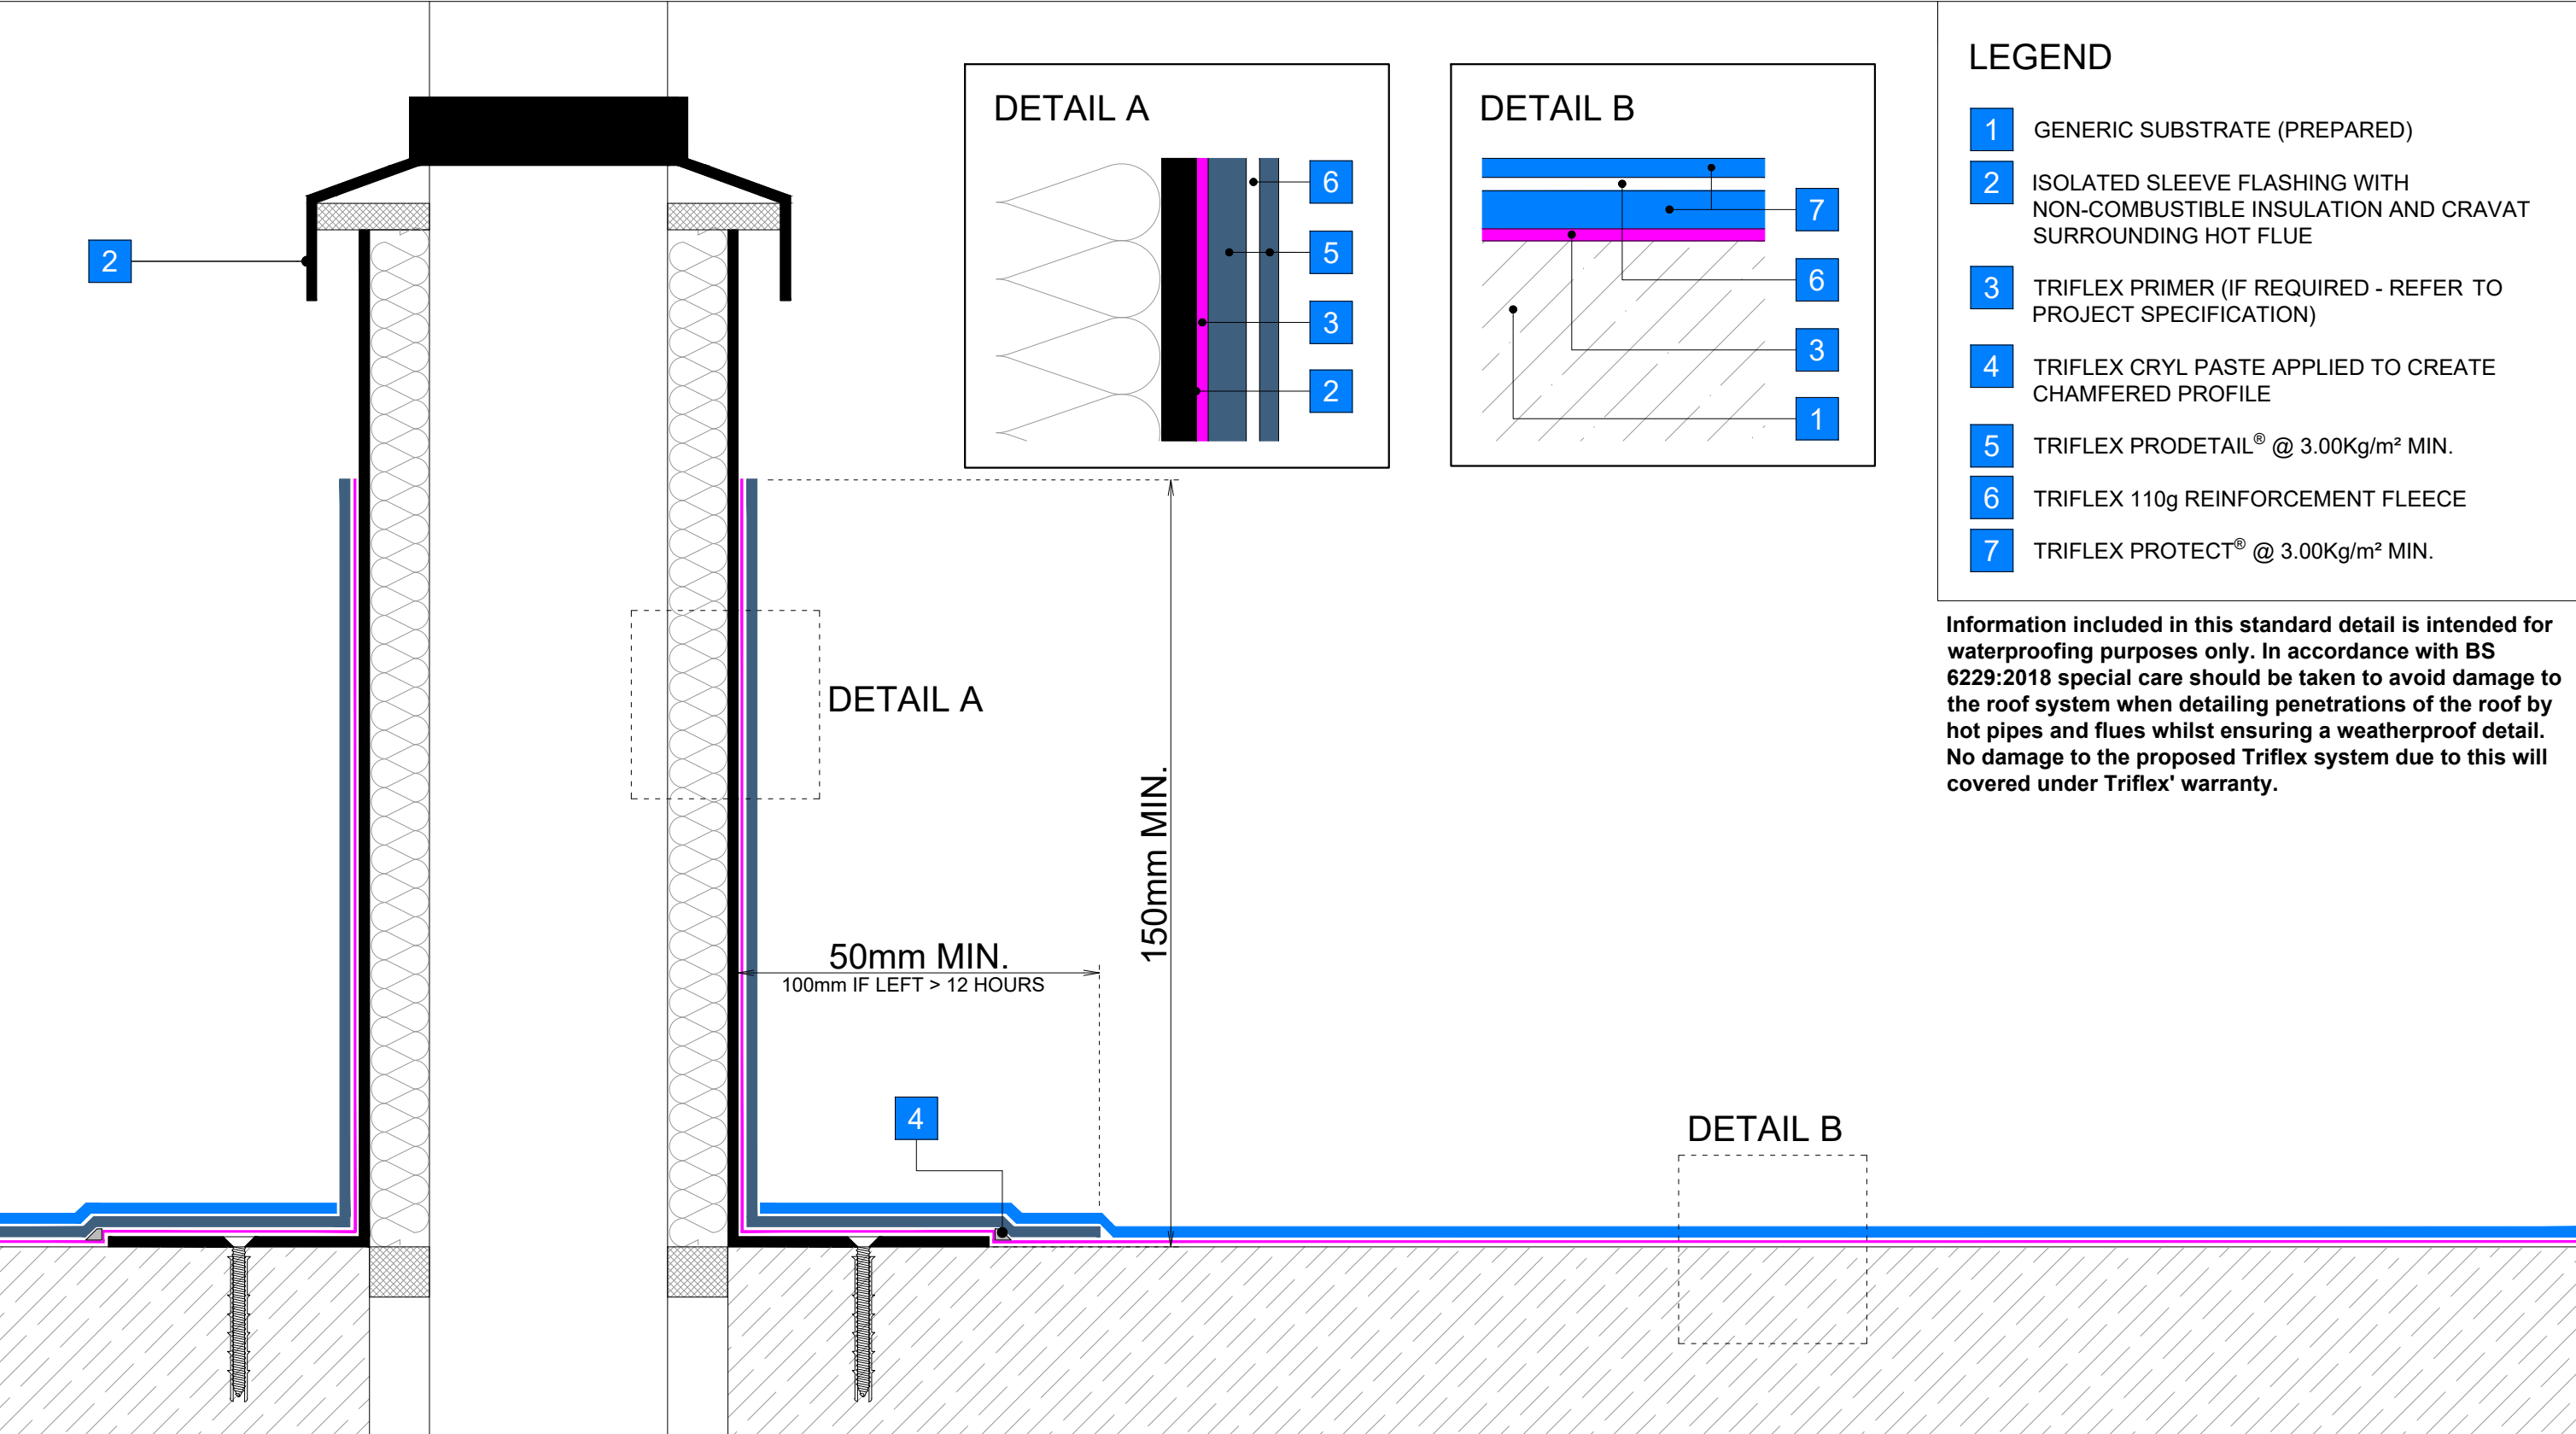 DETAIL A
6
5
3
2
DETAIL B
7
6
3
1
LEGEND
1 GENERIC SUBSTRATE (PREPARED)
2 ISOLATED SLEEVE FLASHING WITH
NON-COMBUSTIBLE INSULATION AND CRAVAT
SURROUNDING HOT FLUE
3 TRIFLEX PRIMER (IF REQUIRED - REFER TO
PROJECT SPECIFICATION)
4 TRIFLEX CRYL PASTE APPLIED TO CREATE
CHAMFERED PROFILE
5 TRIFLEX PRODETAIL® @ 3.00Kg/m² MIN.
6 TRIFLEX 110g REINFORCEMENT FLEECE
7 TRIFLEX PROTECT® @ 3.00Kg/m² MIN.
Information included in this standard detail is intended for
waterproofing purposes only. In accordance with BS
6229:2018 special care should be taken to avoid damage to
the roof system when detailing penetrations of the roof by
hot pipes and flues whilst ensuring a weatherproof detail.
No damage to the proposed Triflex system due to this will
covered under Triflex' warranty.
2
DETAIL A
150mm MIN.
50mm MIN.
100mm IF LEFT > 12 HOURS
4
DETAIL B